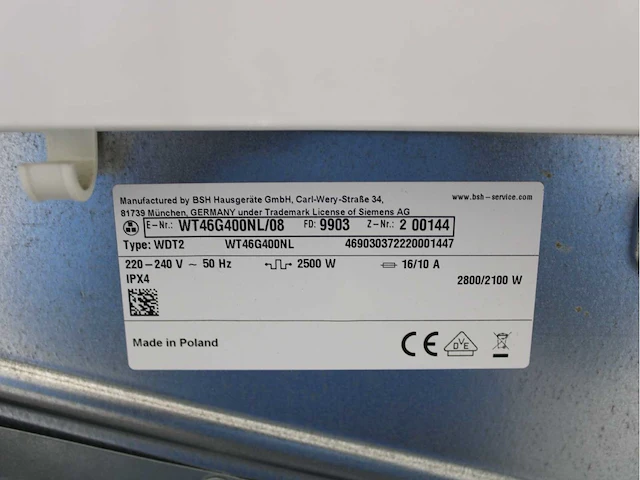 Manufactured by BSH Hausgeräte GmbH, Carl-Wery-Straße 34,
www.bsh-service.com
81739 München, GERMANY under Trademark License of Siemens AG
E-Nr.: WT46G400NL/08 FD: 9903 Z-Nr.: 2 00144
Type: WDT2 WT46G400NL 469030372220001447
220-240 V ~ 50 Hz 2500 W 16/10 A
IPX4 2800/2100 W
Made in Poland CE VDE